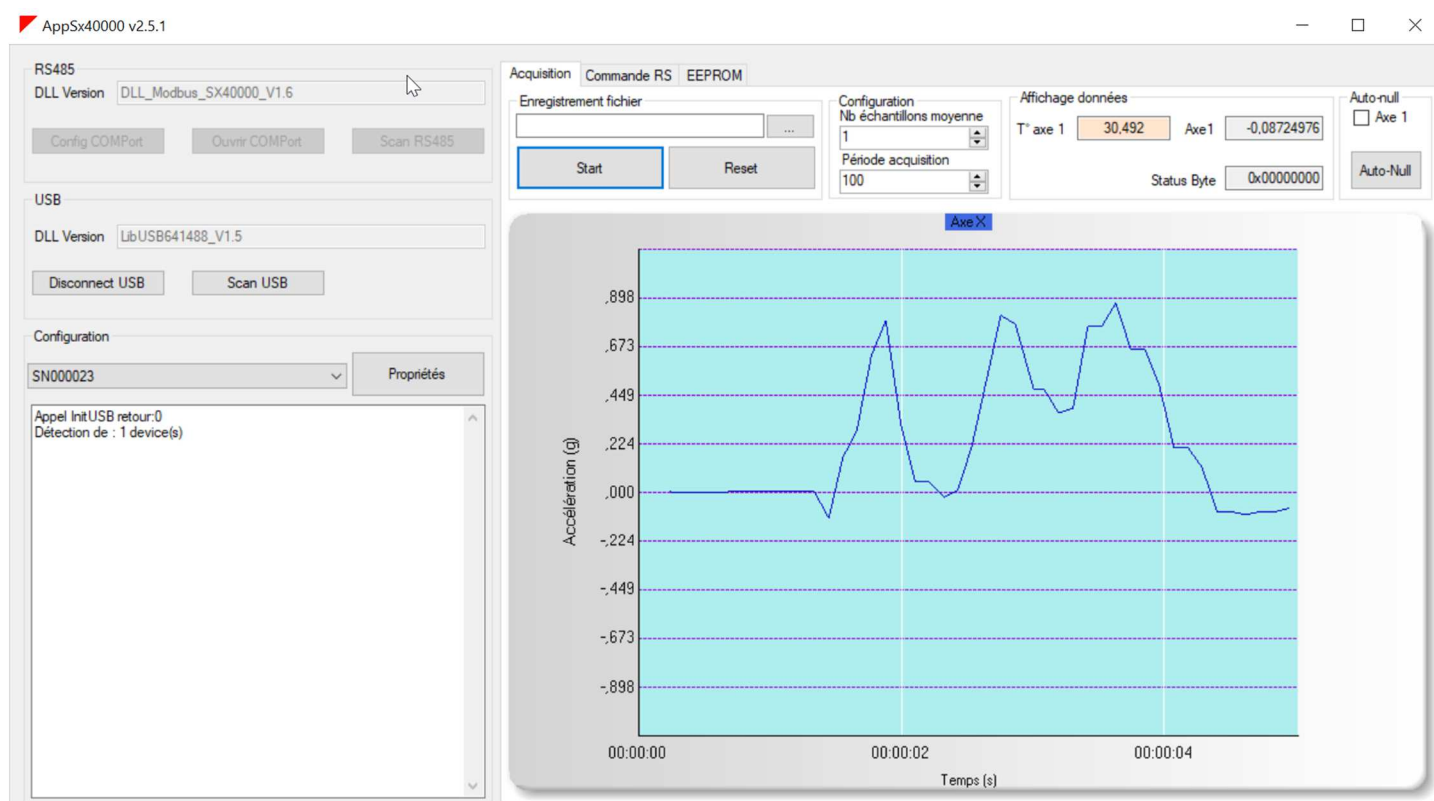 AppSx40000 v2.5.1
RS485
DLL Version DLL_Modbus_SX40000_V1.6
Config COMPort Ouvrir COMPort Scan RS485
USB
DLL Version LibUSB641488_V1.5
Disconnect USB Scan USB
Configuration
SN000023 Propriétés
Appel InitUSB retour:0
Détection de : 1 device(s)
Acquisition Commande RS EEPROM
Enregistrement fichier
...
Start Reset
Configuration
Nb échantillons moyenne
1
Période acquisition
100
Affichage données
T° axe 1 30,492 Axe1 -0,08724976
Status Byte 0x00000000
Auto-null
Axe 1
Auto-Null
Axe X
,898
,673
,449
,224
,000
-,224
-,449
-,673
-,898
Accélération (g)
00:00:00 00:00:02 00:00:04
Temps (s)